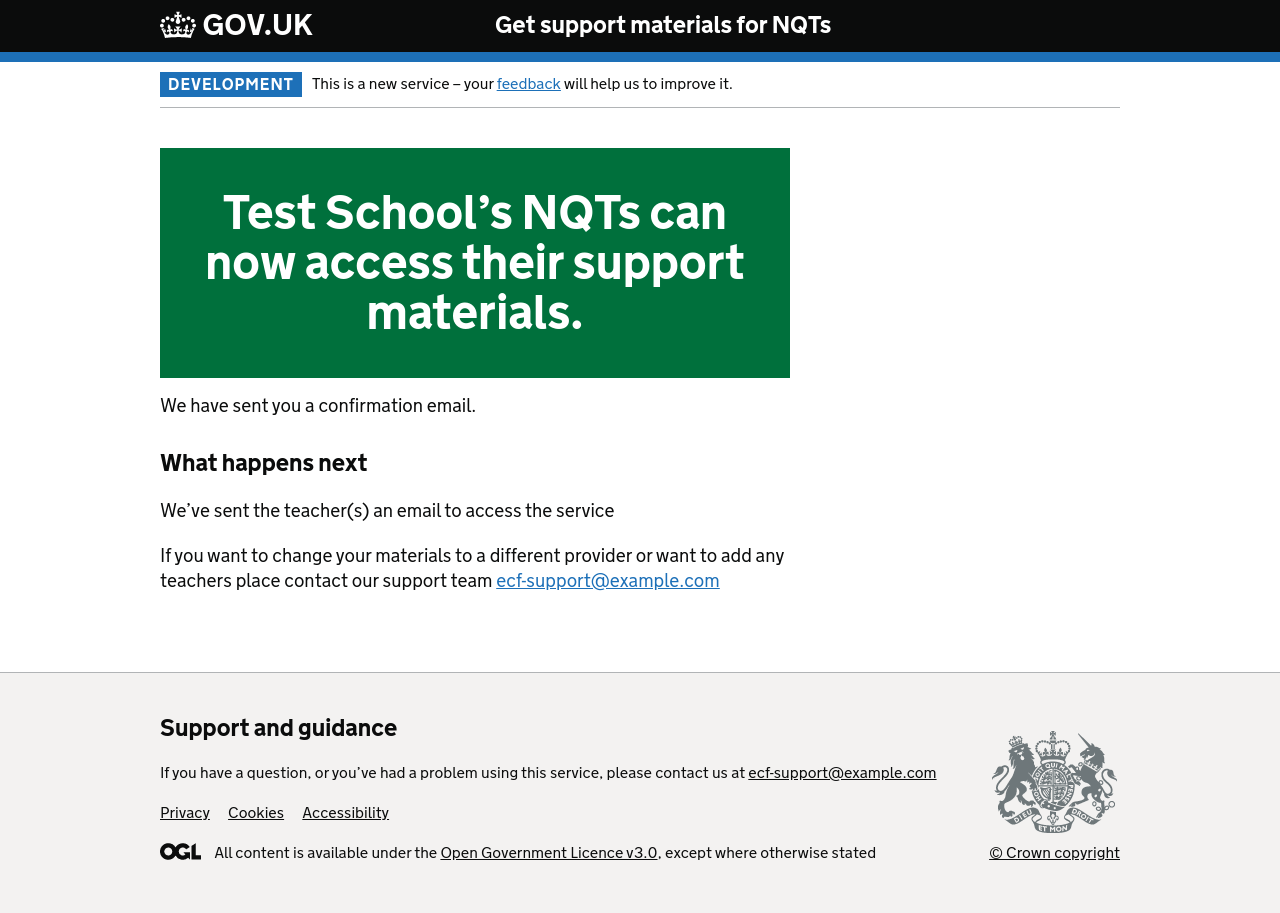 GOV.UK
Get support materials for NQTs
DEVELOPMENT
This is a new service – your feedback will help us to improve it.
Test School’s NQTs can
now access their support
materials.
We have sent you a confirmation email.
What happens next
We’ve sent the teacher(s) an email to access the service
If you want to change your materials to a different provider or want to add any
teachers place contact our support team ecf-support@example.com
Support and guidance
If you have a question, or you’ve had a problem using this service, please contact us at ecf-support@example.com
Privacy
Cookies
Accessibility
OGL
All content is available under the Open Government Licence v3.0, except where otherwise stated
DIEU ET MON DROIT
© Crown copyright